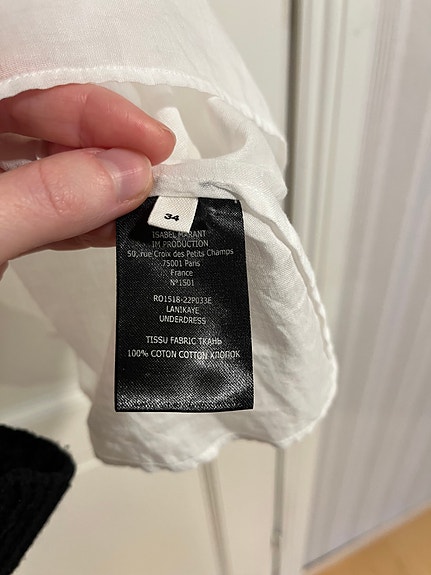 34
ISABEL MARANT
IM PRODUCTION
50, rue Croix des Petits Champs
75001 Paris
France
N°1501
RO1518-22P033E
LANIKAYE
UNDERDRESS
TISSU FABRIC ТКАНЬ
100% COTON COTTON ХЛОПОК